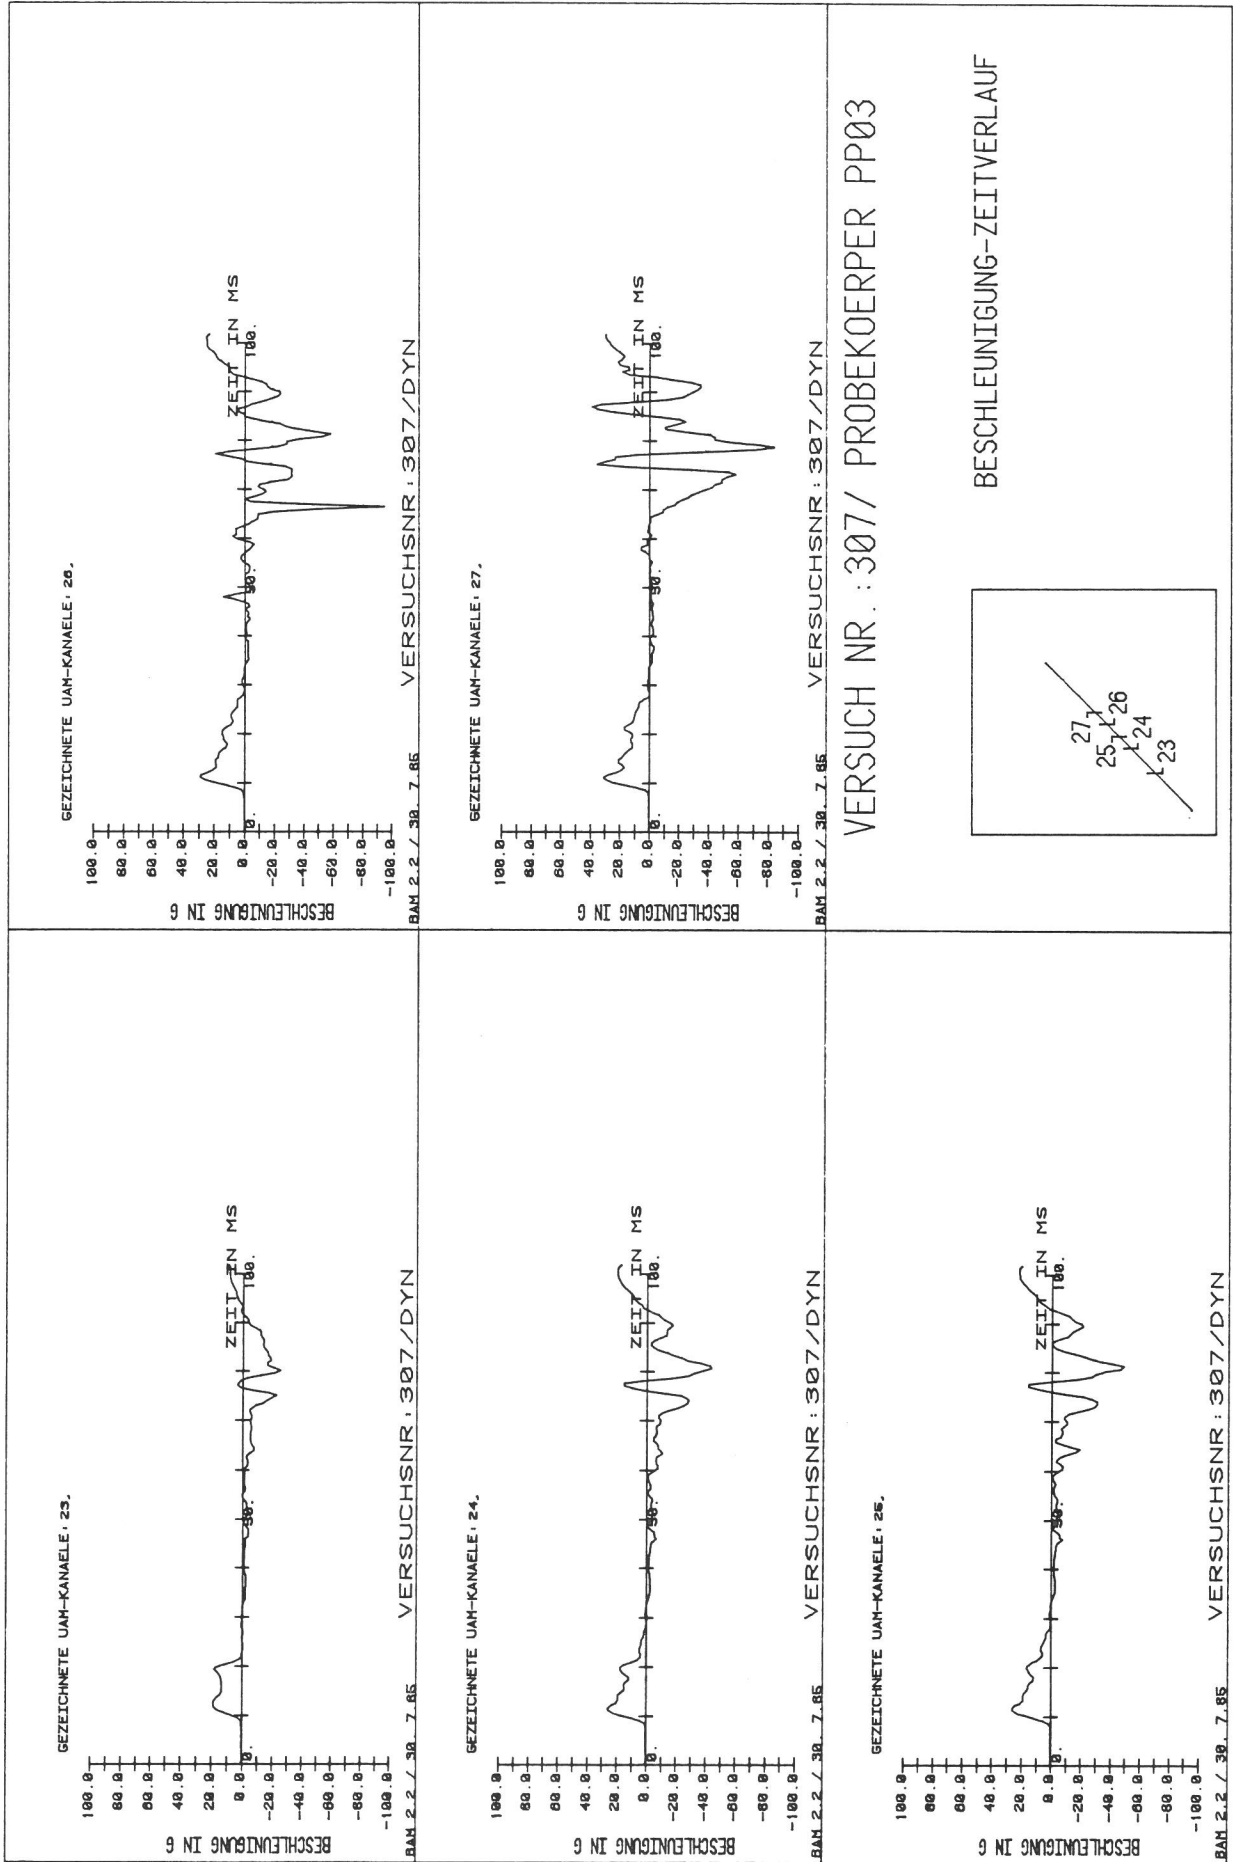 GEZEICHNETE UAM-KANAELE: 23,
100.0
80.0
60.0
40.0
20.0
0.0
-20.0
-40.0
-60.0
-80.0
-100.0
BESCHLEUNIGUNG IN G
0.
50.
100.
ZEIT IN MS
BAM 2.2 / 30. 7.85
VERSUCHSNR: 307/DYN
GEZEICHNETE UAM-KANAELE: 26,
100.0
80.0
60.0
40.0
20.0
0.0
-20.0
-40.0
-60.0
-80.0
-100.0
BESCHLEUNIGUNG IN G
0.
50.
100.
ZEIT IN MS
BAM 2.2 / 30. 7.85
VERSUCHSNR: 307/DYN
GEZEICHNETE UAM-KANAELE: 24,
100.0
80.0
60.0
40.0
20.0
0.0
-20.0
-40.0
-60.0
-80.0
-100.0
BESCHLEUNIGUNG IN G
0.
50.
100.
ZEIT IN MS
BAM 2.2 / 30. 7.85
VERSUCHSNR: 307/DYN
GEZEICHNETE UAM-KANAELE: 27,
100.0
80.0
60.0
40.0
20.0
0.0
-20.0
-40.0
-60.0
-80.0
-100.0
BESCHLEUNIGUNG IN G
0.
50.
100.
ZEIT IN MS
BAM 2.2 / 30. 7.85
VERSUCHSNR: 307/DYN
GEZEICHNETE UAM-KANAELE: 25,
100.0
80.0
60.0
40.0
20.0
0.0
-20.0
-40.0
-60.0
-80.0
-100.0
BESCHLEUNIGUNG IN G
0.
50.
100.
ZEIT IN MS
BAM 2.2 / 30. 7.85
VERSUCHSNR: 307/DYN
VERSUCH NR.: 307/ PROBEKOERPER PP03
BESCHLEUNIGUNG-ZEITVERLAUF
27
25
26
24
23